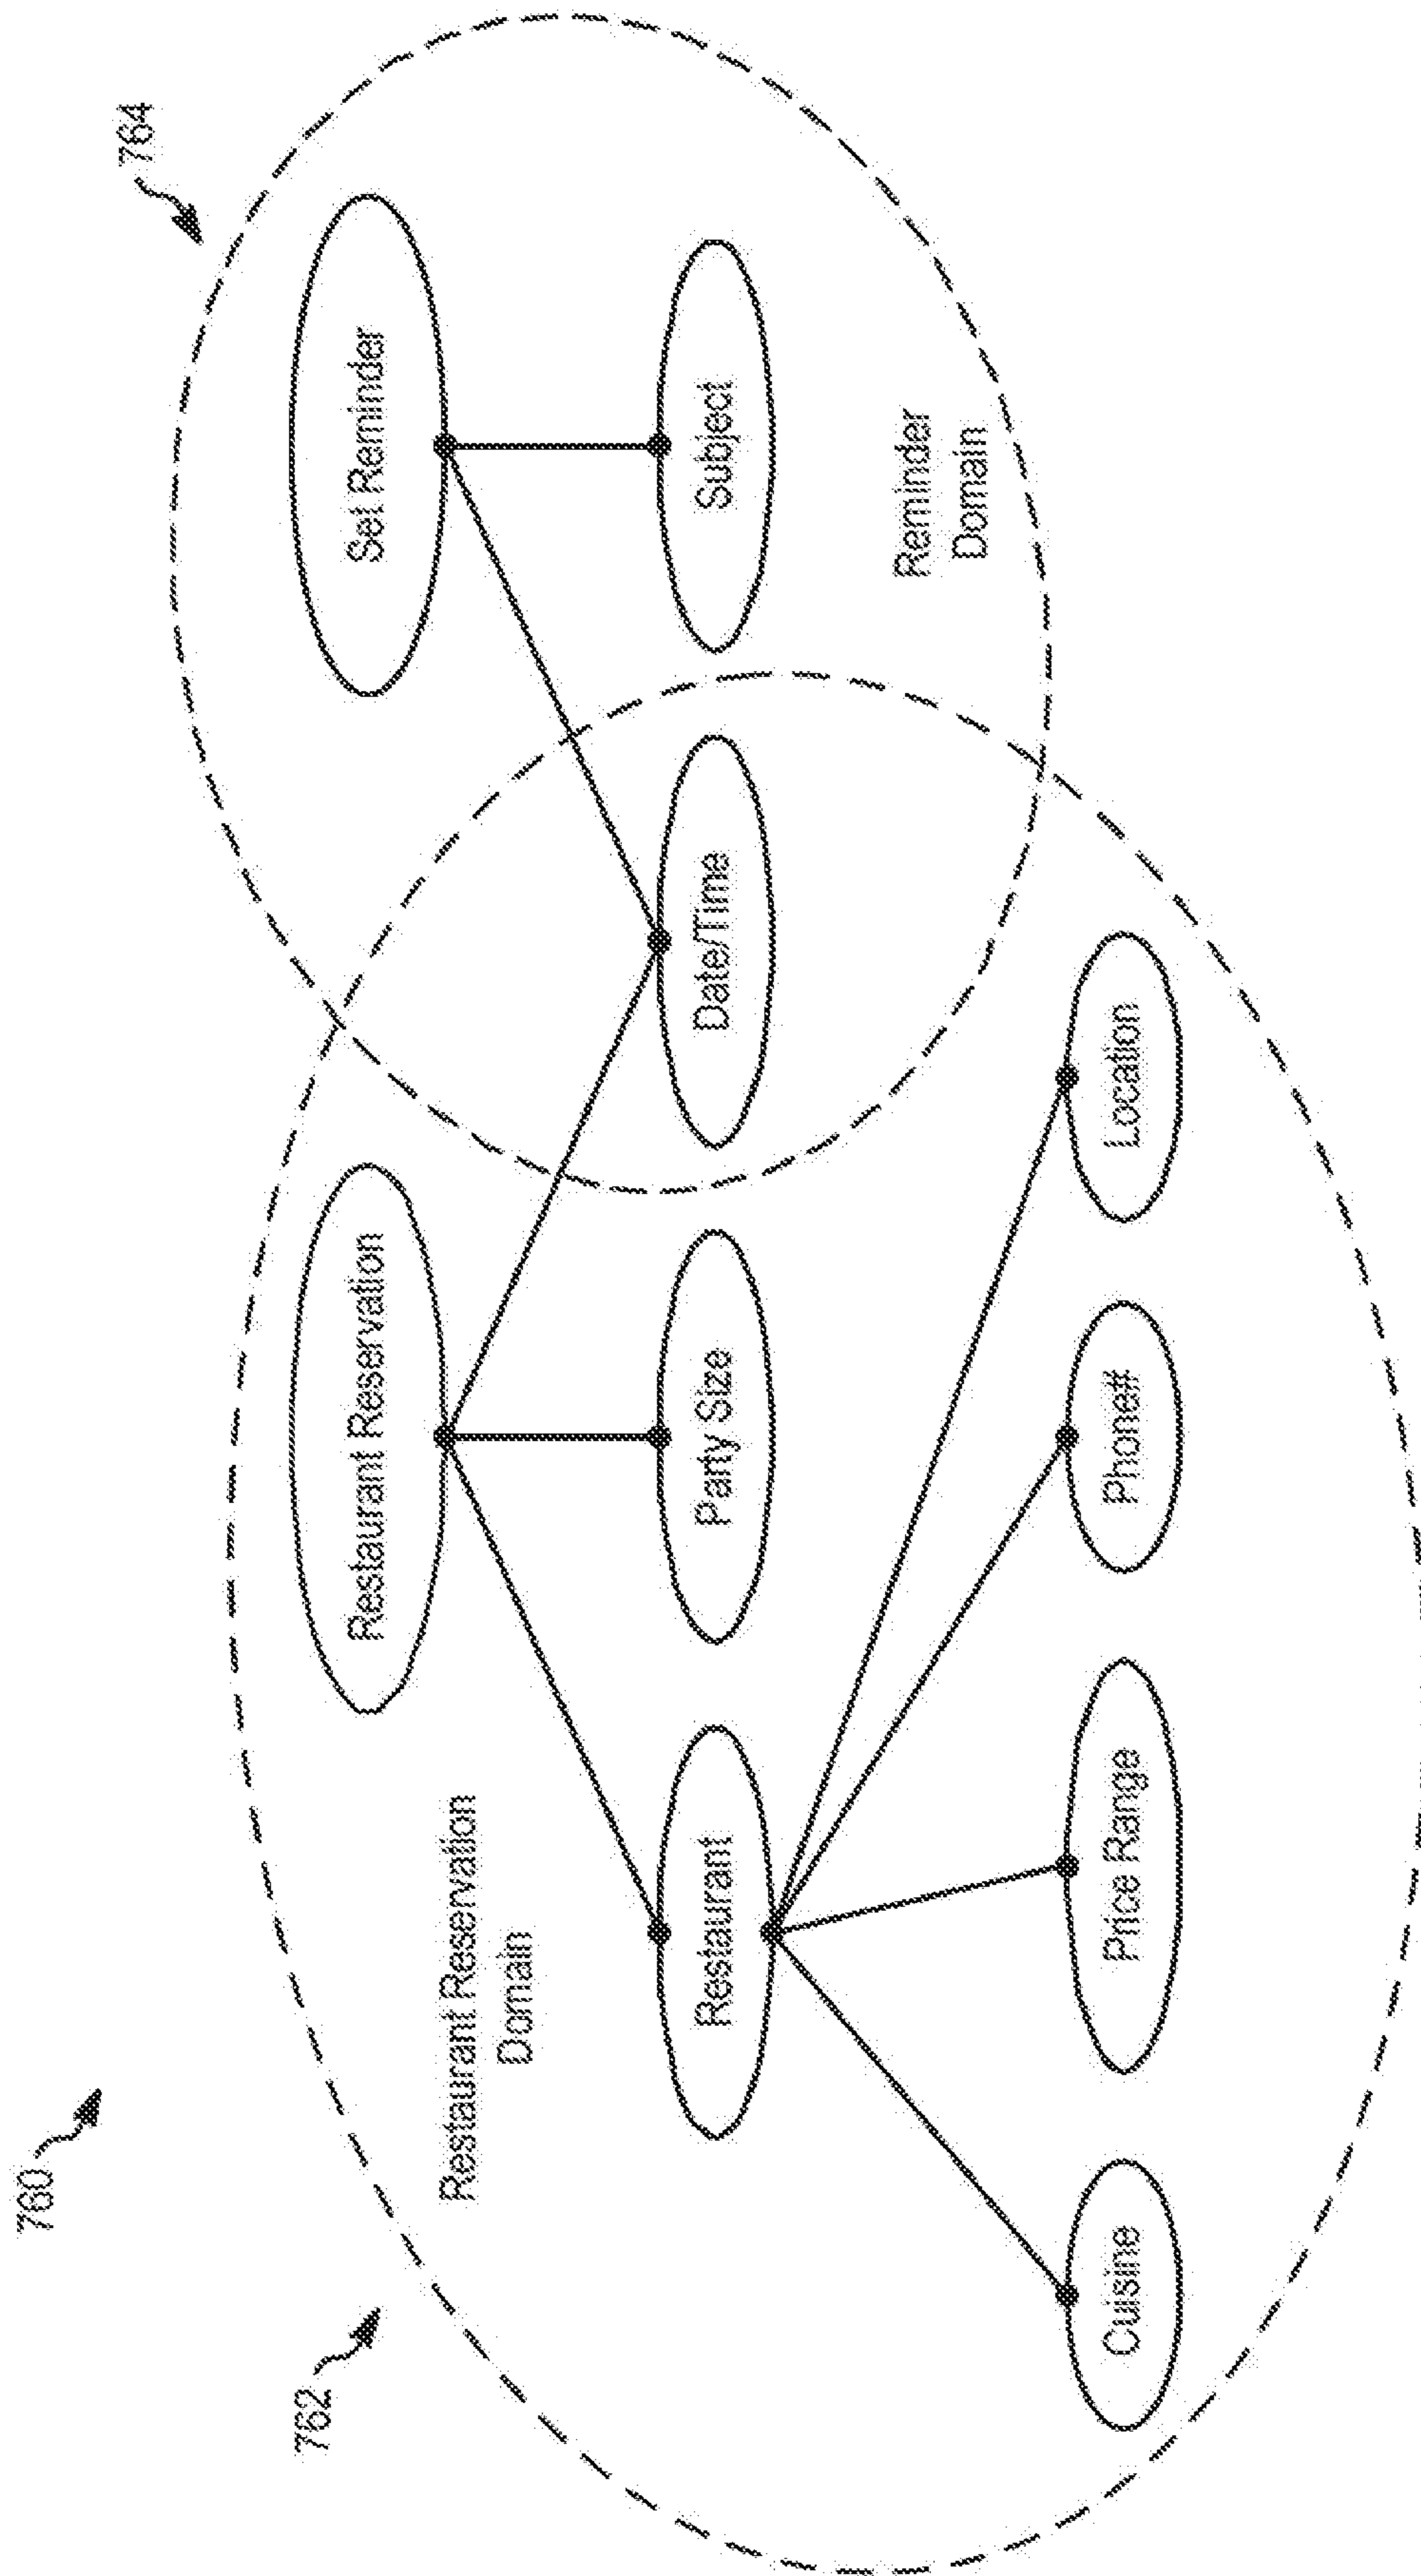 760
762
764
Restaurant Reservation
Set Reminder
Restaurant Reservation
Domain
Restaurant
Party Size
Date/Time
Subject
Reminder
Domain
Cuisine
Price Range
Phone#
Location